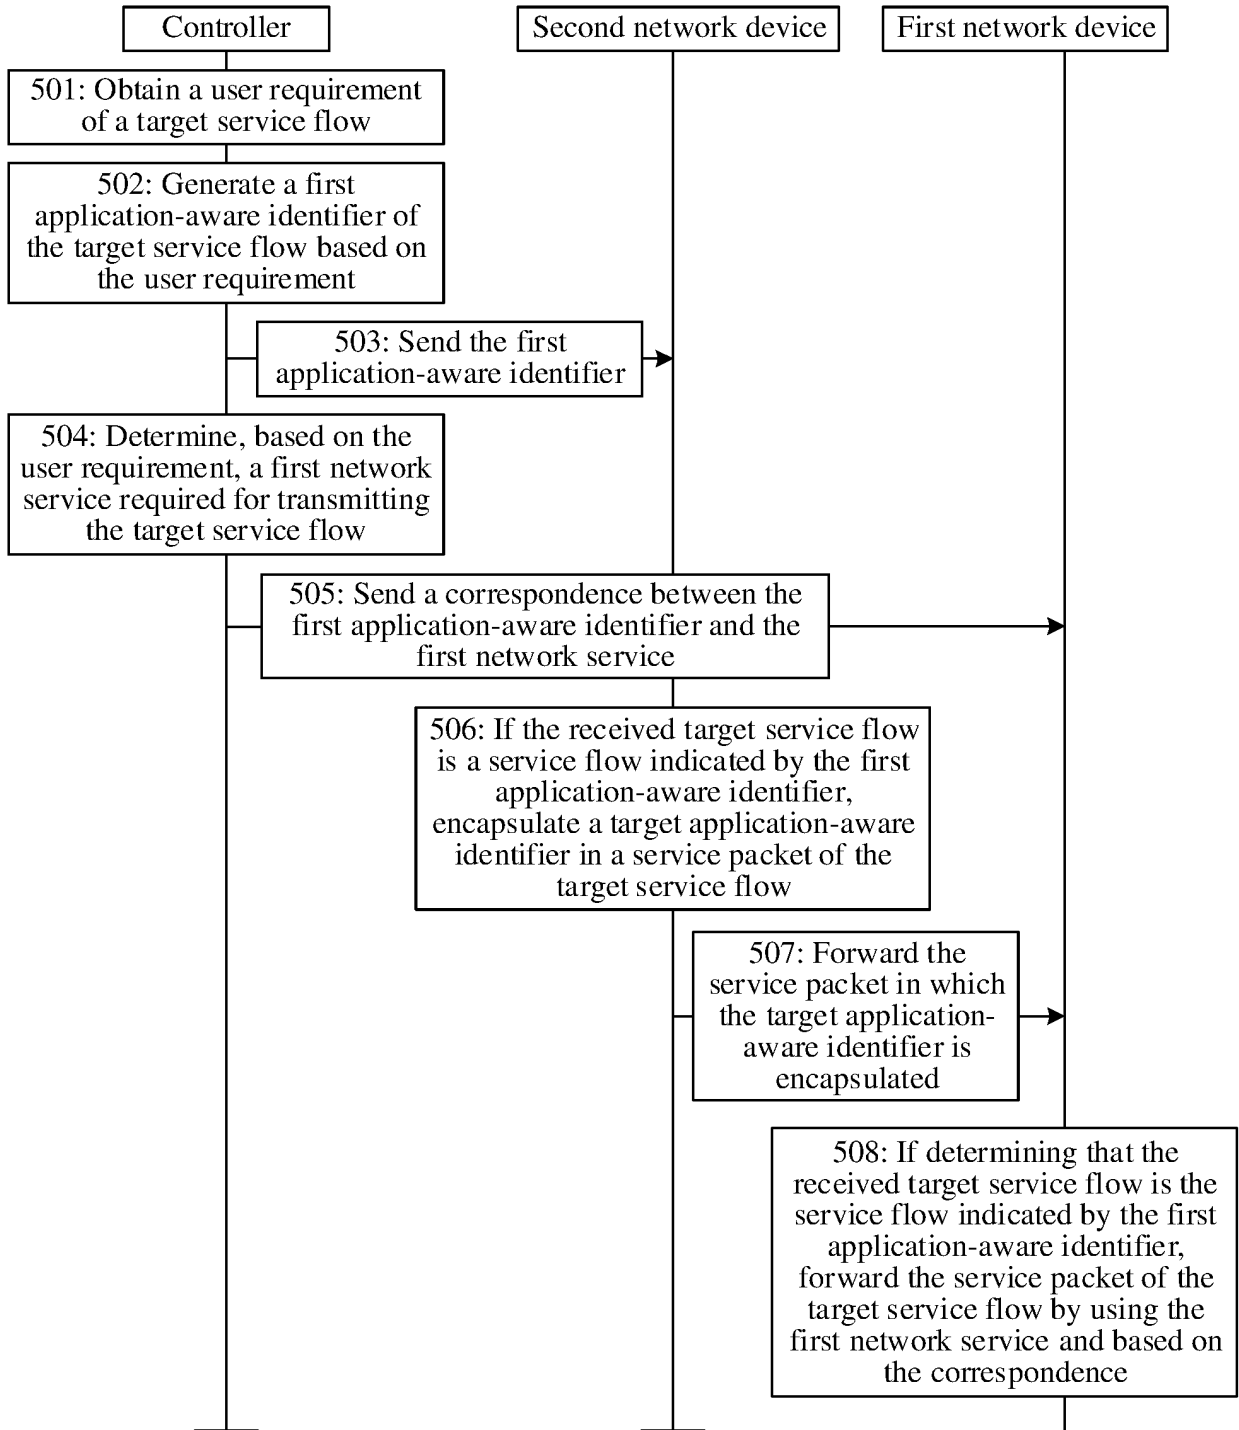 Controller
Second network device
First network device
501: Obtain a user requirement
of a target service flow
502: Generate a first
application-aware identifier of
the target service flow based on
the user requirement
503: Send the first
application-aware identifier
504: Determine, based on the
user requirement, a first network
service required for transmitting
the target service flow
505: Send a correspondence between the
first application-aware identifier and the
first network service
506: If the received target service flow
is a service flow indicated by the first
application-aware identifier,
encapsulate a target application-aware
identifier in a service packet of the
target service flow
507: Forward the
service packet in which
the target application-
aware identifier is
encapsulated
508: If determining that the
received target service flow is the
service flow indicated by the first
application-aware identifier,
forward the service packet of the
target service flow by using the
first network service and based on
the correspondence